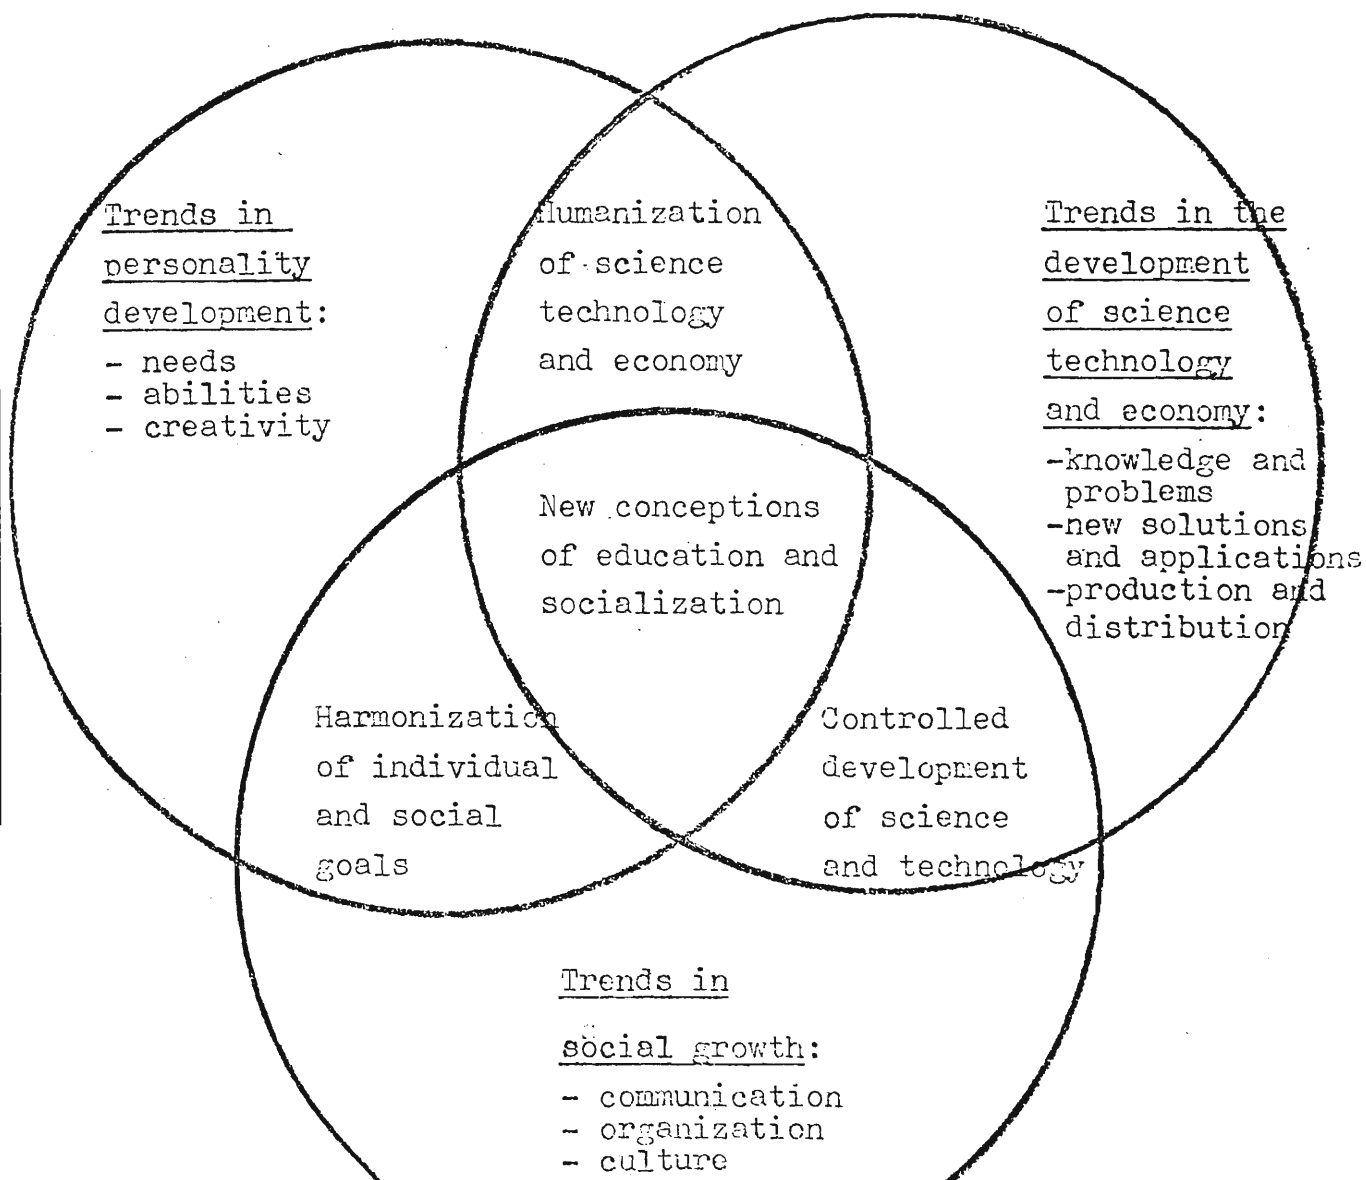 Trends in
personality
development:
- needs
- abilities
- creativity
Humanization
of science
technology
and economy
Trends in the
development
of science
technology
and economy:
-knowledge and
problems
-new solutions
and applications
-production and
distribution
New conceptions
of education and
socialization
Harmonization
of individual
and social
goals
Controlled
development
of science
and technology
Trends in
social growth:
- communication
- organization
- culture